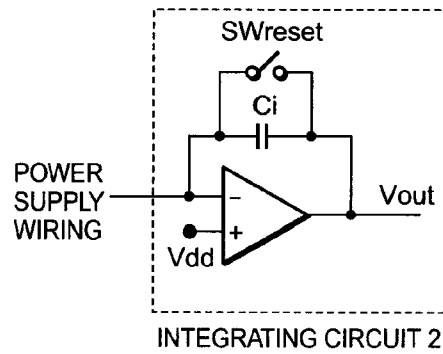 SWreset
Ci
POWER
SUPPLY
WIRING
−
+
Vdd
Vout
INTEGRATING CIRCUIT 2